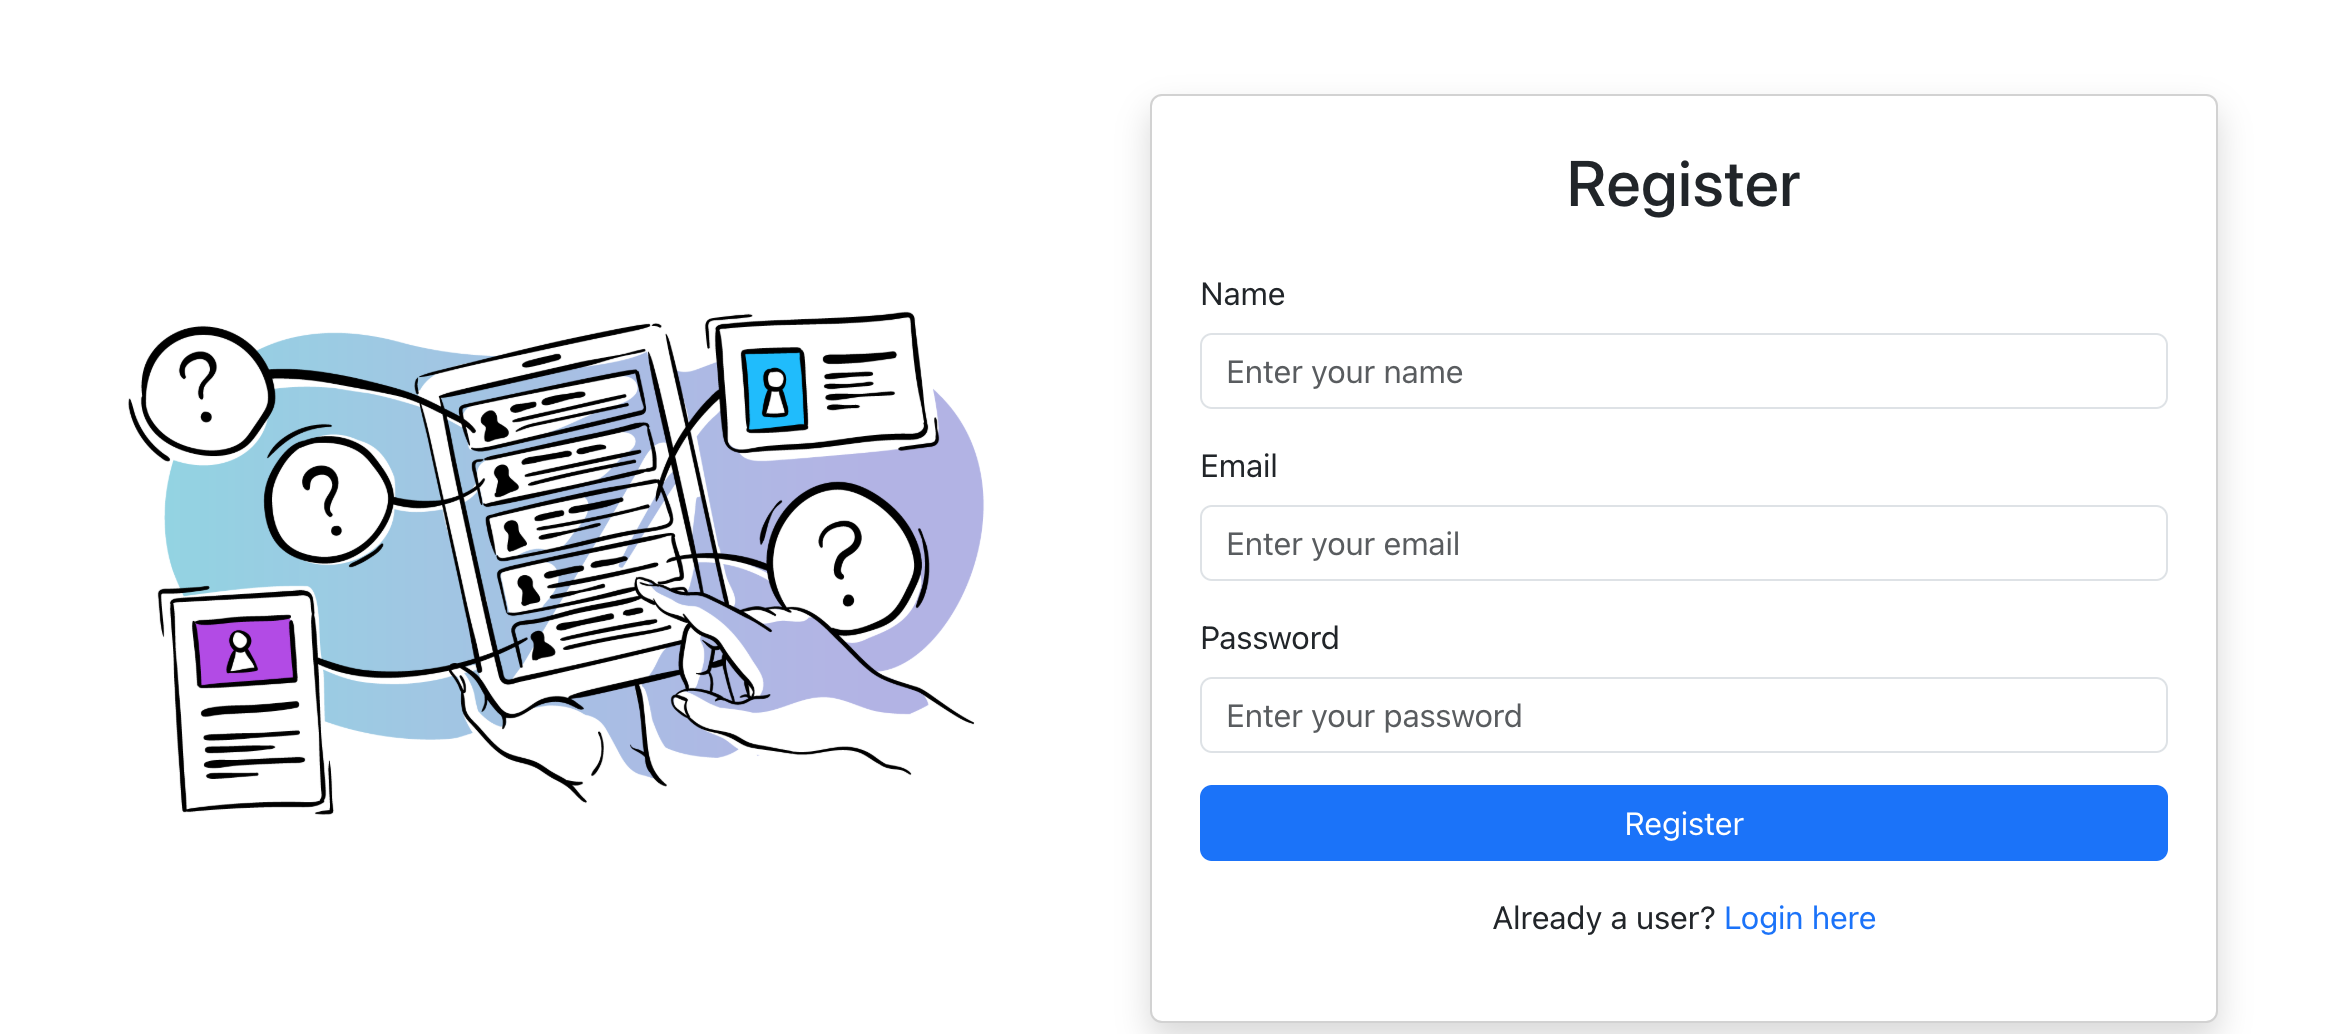 ?
?
?
Register
Name
Enter your name
Email
Enter your email
Password
Enter your password
Register
Already a user? Login here